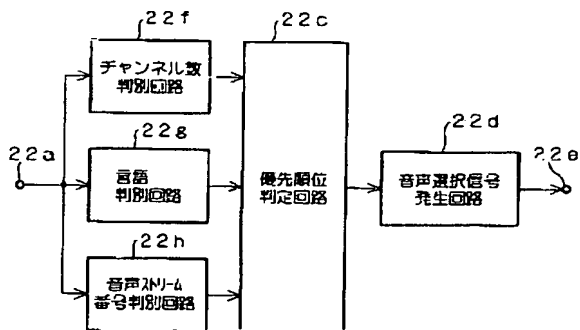 22f
22c
チャンネル数
判別回路
22g
22d
22a
22e
言語
判別回路
優先順位
判定回路
音声選択信号
発生回路
22h
音声ストリーム
番号判別回路